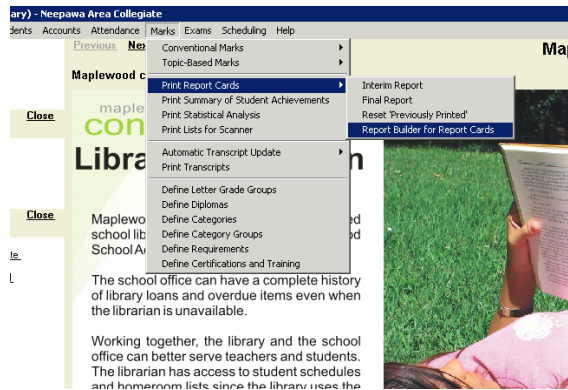 ary) - Neepawa Area Collegiate
dents Accounts Attendance Marks Exams Scheduling Help
Previous Nex
Maplewood c
Close
maple
con
Libra n
Close
Conventional Marks
Topic-Based Marks
Print Report Cards
Print Summary of Student Achievements
Print Statistical Analysis
Print Lists for Scanner
Automatic Transcript Update
Print Transcripts
Define Letter Grade Groups
Define Diplomas
Define Categories
Define Category Groups
Define Requirements
Define Certifications and Training
Interim Report
Final Report
Reset 'Previously Printed'
Report Builder for Report Cards
Ma
Maplewo ed
school lib od
School A
te
The school office can have a complete history
of library loans and overdue items even when
the librarian is unavailable.
Working together, the library and the school
office can better serve teachers and students.
The librarian has access to student schedules
and homeroom lists since the library uses the